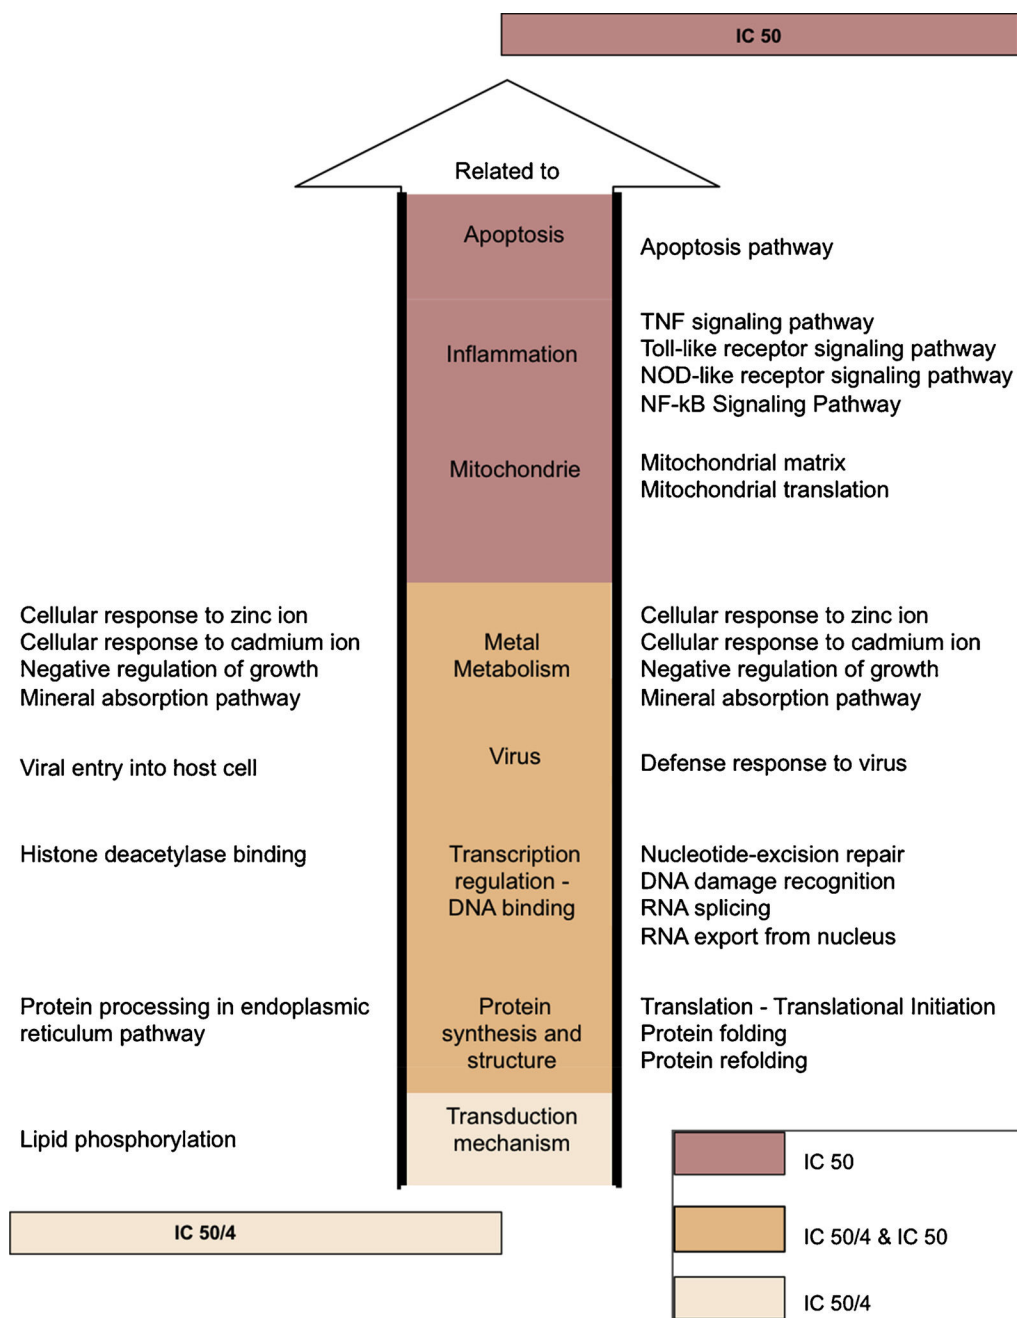 IC 50
Related to
Apoptosis
Apoptosis pathway
Inflammation
TNF signaling pathway
Toll-like receptor signaling pathway
NOD-like receptor signaling pathway
NF-kB Signaling Pathway
Mitochondrie
Mitochondrial matrix
Mitochondrial translation
Cellular response to zinc ion
Cellular response to cadmium ion
Negative regulation of growth
Mineral absorption pathway
Metal
Metabolism
Cellular response to zinc ion
Cellular response to cadmium ion
Negative regulation of growth
Mineral absorption pathway
Viral entry into host cell
Virus
Defense response to virus
Histone deacetylase binding
Transcription
regulation -
DNA binding
Nucleotide-excision repair
DNA damage recognition
RNA splicing
RNA export from nucleus
Protein processing in endoplasmic
reticulum pathway
Protein
synthesis and
structure
Translation - Translational Initiation
Protein folding
Protein refolding
Lipid phosphorylation
Transduction
mechanism
IC 50/4
IC 50
IC 50/4 & IC 50
IC 50/4